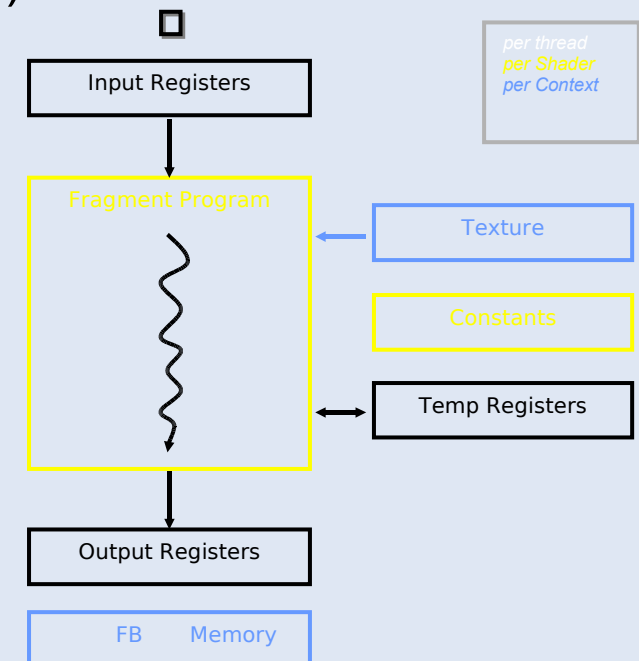 )
Input Registers
per thread
per Shader
per Context
Fragment Program
Texture
Constants
Temp Registers
Output Registers
FB Memory